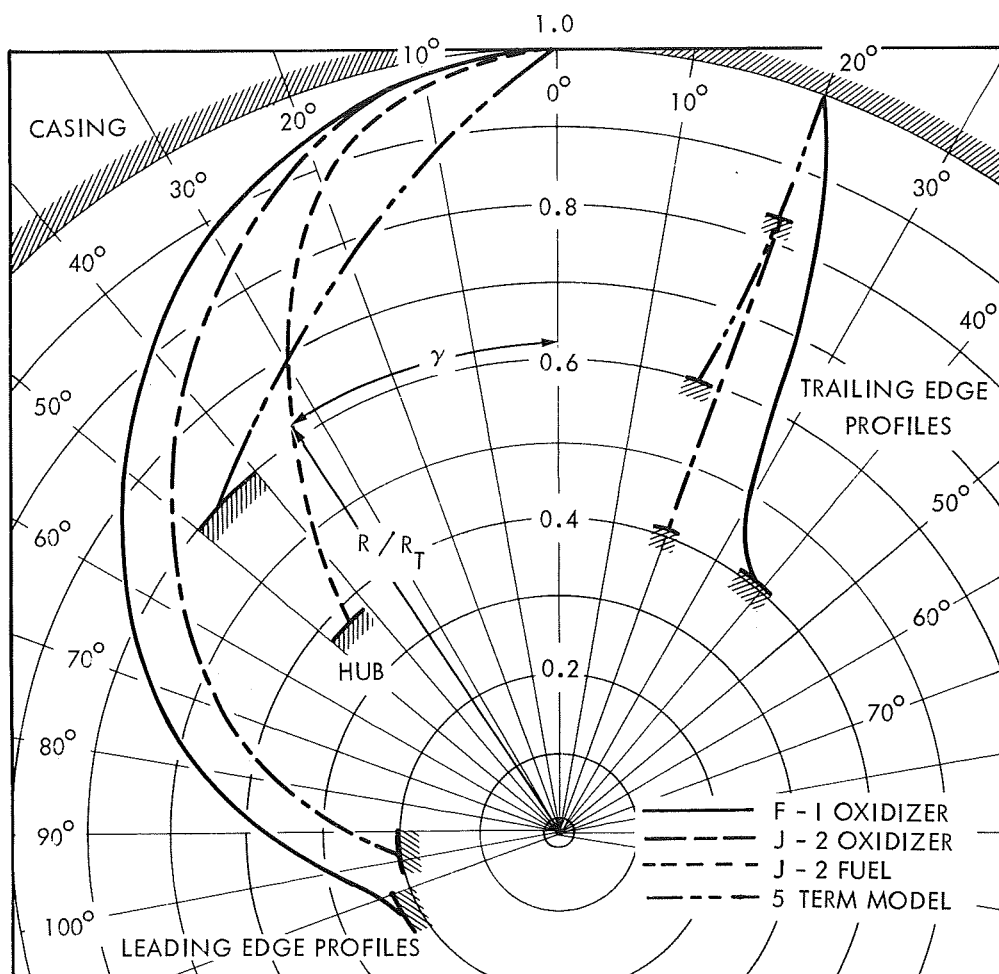 1.0
10°
20°
CASING
20°
0°
10°
30°
30°
40°
0.8
40°
50°
γ
0.6
TRAILING EDGE
PROFILES
60°
50°
R/R_T
0.4
60°
70°
HUB
0.2
70°
80°
90°
100°
F - 1 OXIDIZER
J - 2 OXIDIZER
J - 2 FUEL
5 TERM MODEL
LEADING EDGE PROFILES